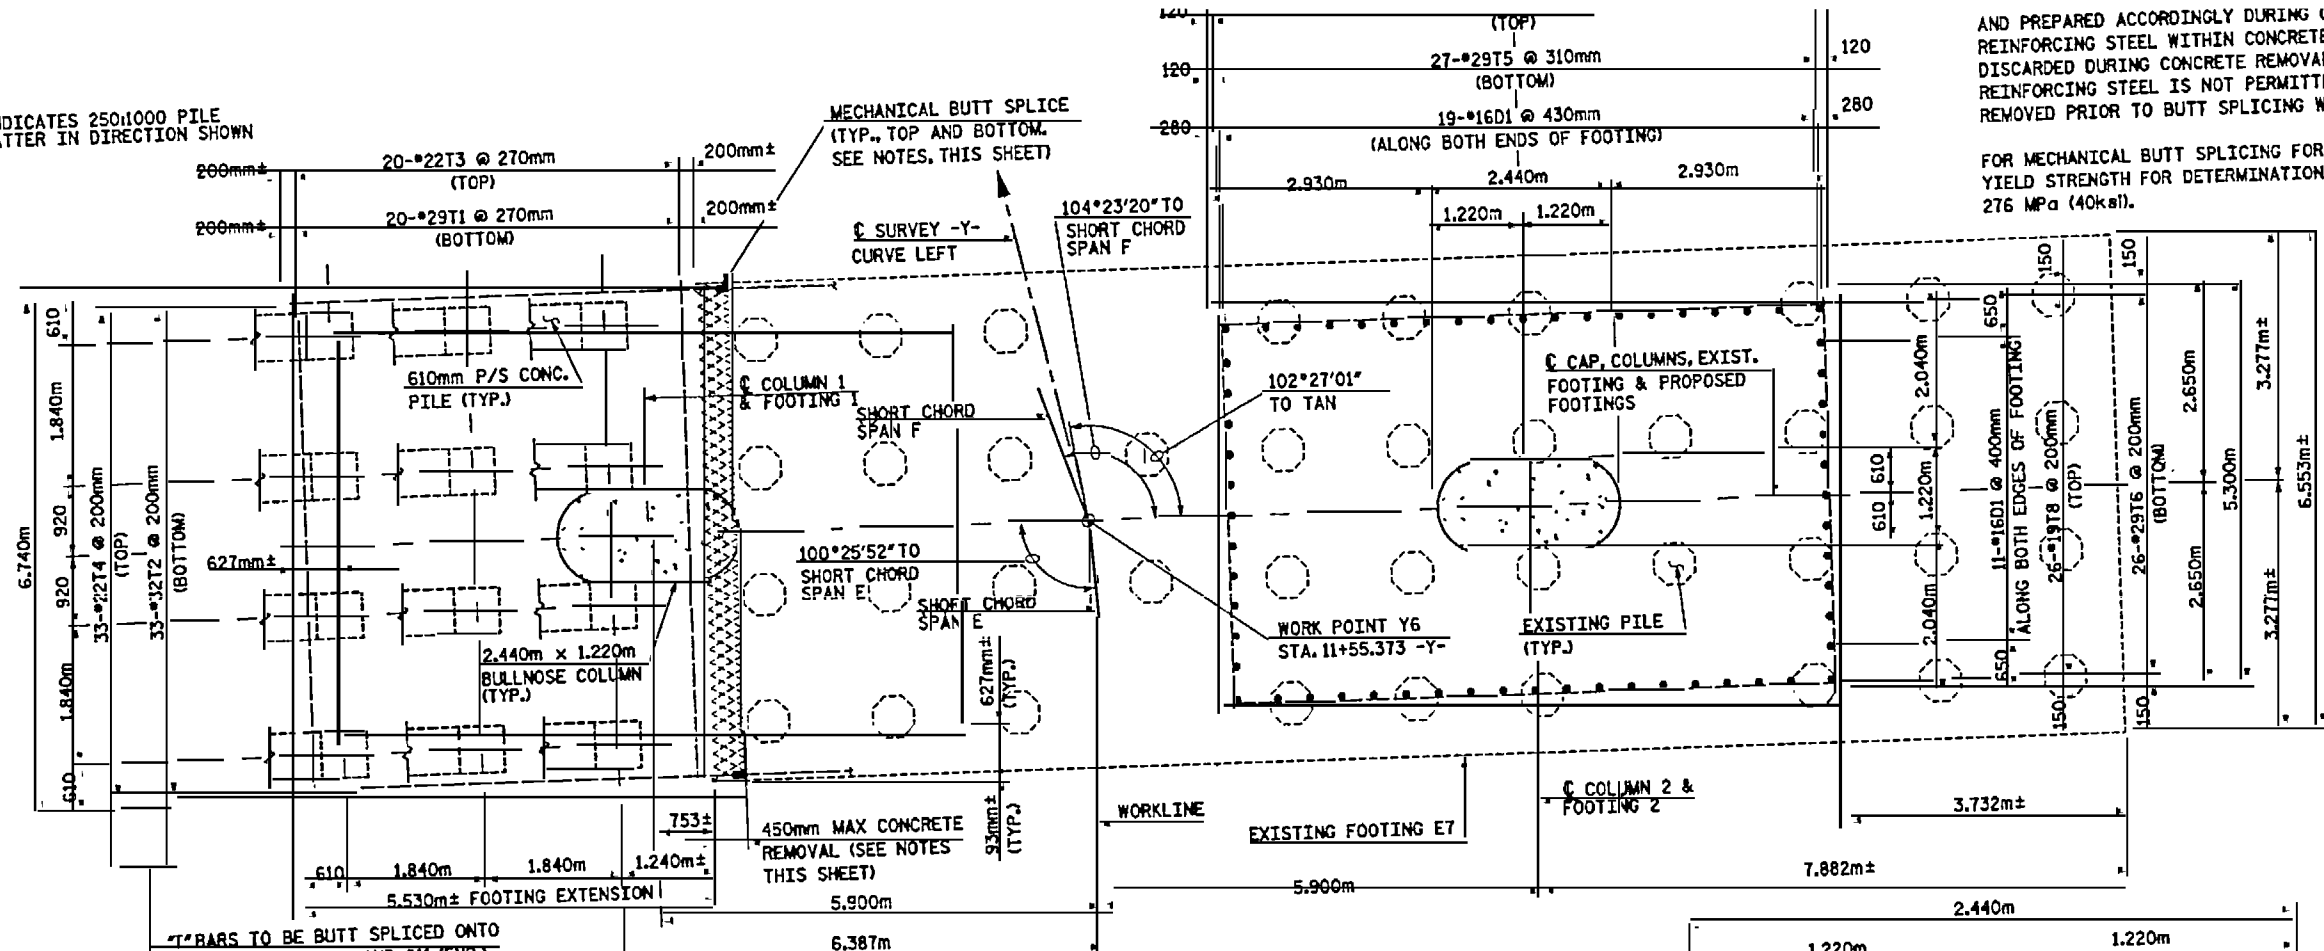 NDICATES 250:1000 PILE
ATTER IN DIRECTION SHOWN
200mm±
20-#22T3 @ 270mm
(TOP)
200mm±
200mm±
20-#29T1 @ 270mm
(BOTTOM)
200mm±
MECHANICAL BUTT SPLICE
(TYP., TOP AND BOTTOM.
SEE NOTES, THIS SHEET)
℄ SURVEY -Y-
CURVE LEFT
104°23'20" TO
SHORT CHORD
SPAN F
120
(TOP)
27-#29T5 @ 310mm
(BOTTOM)
120
120
19-#16D1 @ 430mm
(ALONG BOTH ENDS OF FOOTING)
280
280
2.930m
2.440m
2.930m
1.220m
1.220m
AND PREPARED ACCORDINGLY DURING
REINFORCING STEEL WITHIN CONCRETE
DISCARDED DURING CONCRETE REMOVA
REINFORCING STEEL IS NOT PERMITT
REMOVED PRIOR TO BUTT SPLICING W
FOR MECHANICAL BUTT SPLICING FOR
YIELD STRENGTH FOR DETERMINATION
276 MPa (40ksi).
6.740m
610
1.840m
920
920
1.840m
610
33-#22T4 @ 200mm
(TOP)
33-#32T2 @ 200mm
(BOTTOM)
627mm±
610mm P/S CONC.
PILE (TYP.)
℄ COLUMN 1
& FOOTING 1
SHORT CHORD
SPAN F
102°27'01"
TO TAN
℄ CAP, COLUMNS, EXIST.
FOOTING & PROPOSED
FOOTINGS
100°25'52" TO
SHORT CHORD
SPAN E
SHORT CHORD
SPAN E
2.440m x 1.220m
BULLNOSE COLUMN
(TYP.)
627mm±
(TYP.)
93mm±
(TYP.)
WORK POINT Y6
STA. 11+55.373 -Y-
EXISTING PILE
(TYP.)
610
610
2.040m
1.220m
2.040m
650
11-#16D1 @ 400mm
ALONG BOTH EDGES OF FOOTING)
650
150
26-#19T8 @ 200mm
(TOP)
150
150
26-#29T6 @ 200mm
(BOTTOM)
150
2.650m
2.650m
5.300m
3.277m±
3.277m±
6.553m±
753±
450mm MAX CONCRETE
REMOVAL (SEE NOTES
THIS SHEET)
WORKLINE
EXISTING FOOTING E7
℄ COLUMN 2 &
FOOTING 2
3.732m±
610
1.840m
1.840m
1.240m±
5.530m± FOOTING EXTENSION
5.900m
5.900m
7.882m±
6.387m
2.440m
1.220m
1.220m
"T" BARS TO BE BUTT SPLICED ONTO